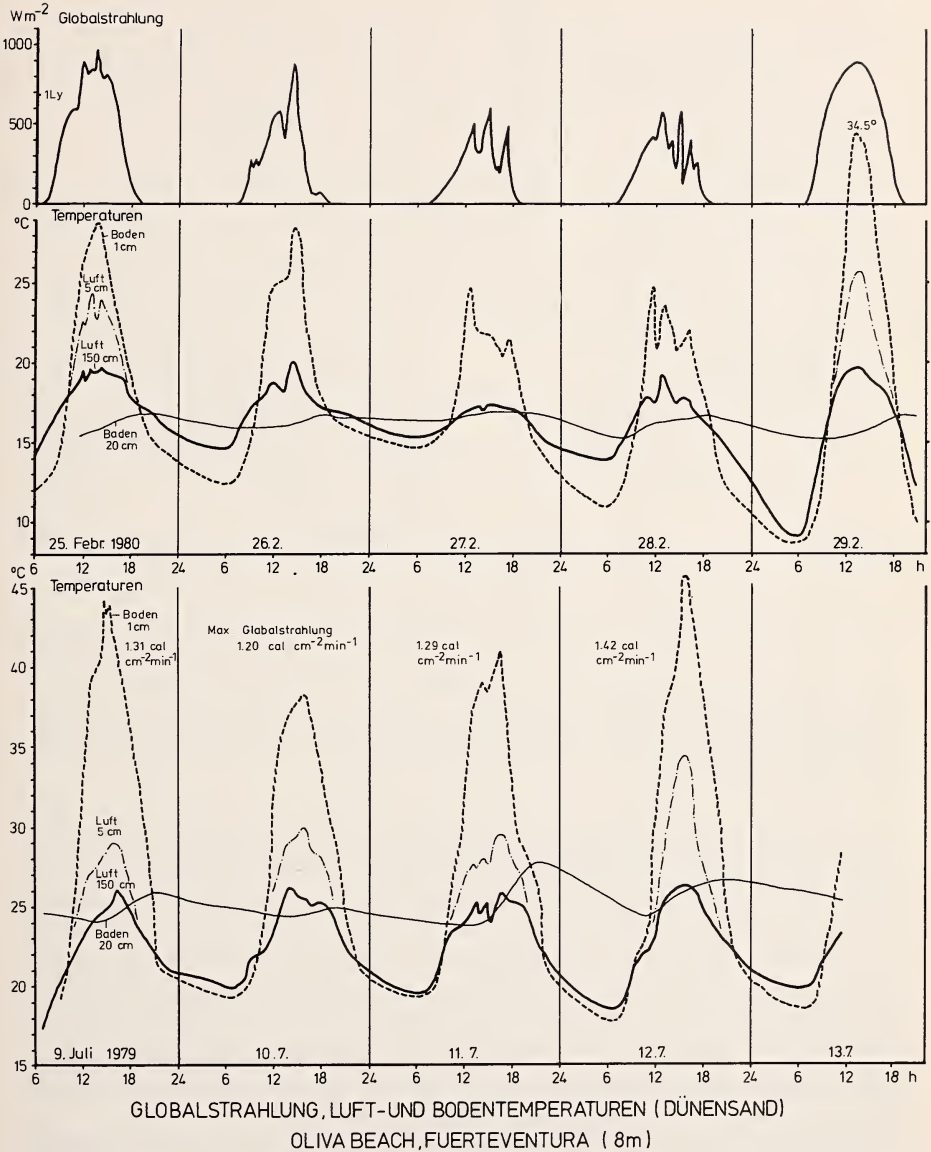 Wm-2 Globalstrahlung
1000
1Ly
500
0
34.5°
°C Temperaturen
Boden
1cm
25
Luft
5 cm
20
Luft
150 cm
15
Baden
20 cm
10
25. Febr. 1980 26.2. 27.2. 28.2. 29.2.
6 12 18 24 6 12 18 24 6 12 18 24 6 12 18 24 6 12 18 h
°C Temperaturen
45
Boden
1cm
1.31 cal
cm-2min-1
Max Globalstrahlung
1.20 cal cm-2min-1
1.29 cal
cm-2min-1
1.42 cal
cm-2min-1
40
35
30
Luft
5 cm
25
Luft
150 cm
Baden
20 cm
20
15
9. Juli 1979 10.7. 11.7. 12.7. 13.7
6 12 18 24 6 12 18 24 6 12 18 24 6 12 18 24 6 12 18 h
GLOBALSTRAHLUNG, LUFT-UND BODENTEMPERATUREN (DÜNENSAND)
OLIVA BEACH, FUERTEVENTURA (8m)